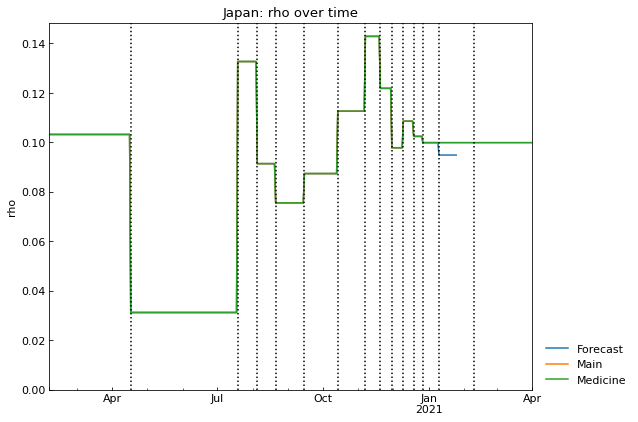 Japan: rho over time
0.14
0.12
0.10
0.08
0.06
0.04
0.02
0.00
rho
Apr
Jul
Oct
Jan
2021
Apr
Forecast
Main
Medicine